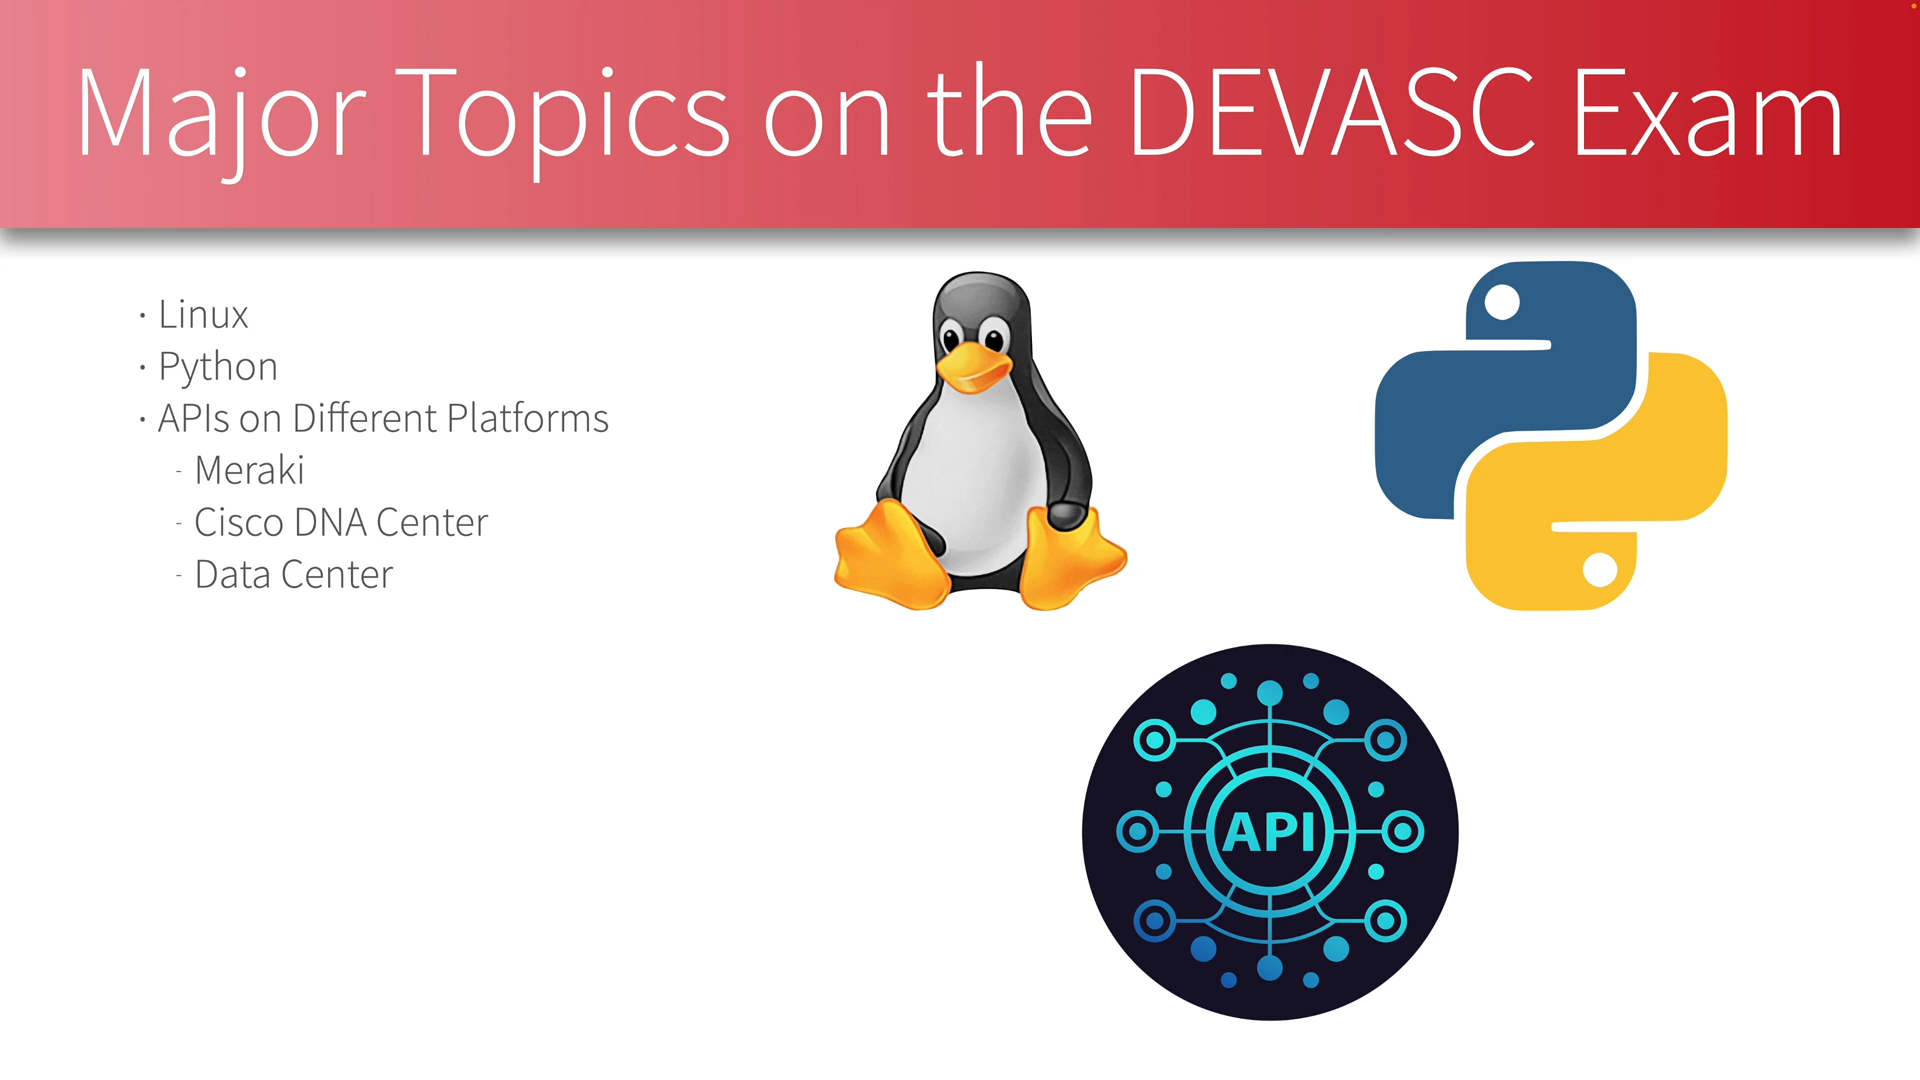 Major Topics on the DEVASC Exam
· Linux
· Python
· APIs on Different Platforms
- Meraki
- Cisco DNA Center
- Data Center
API